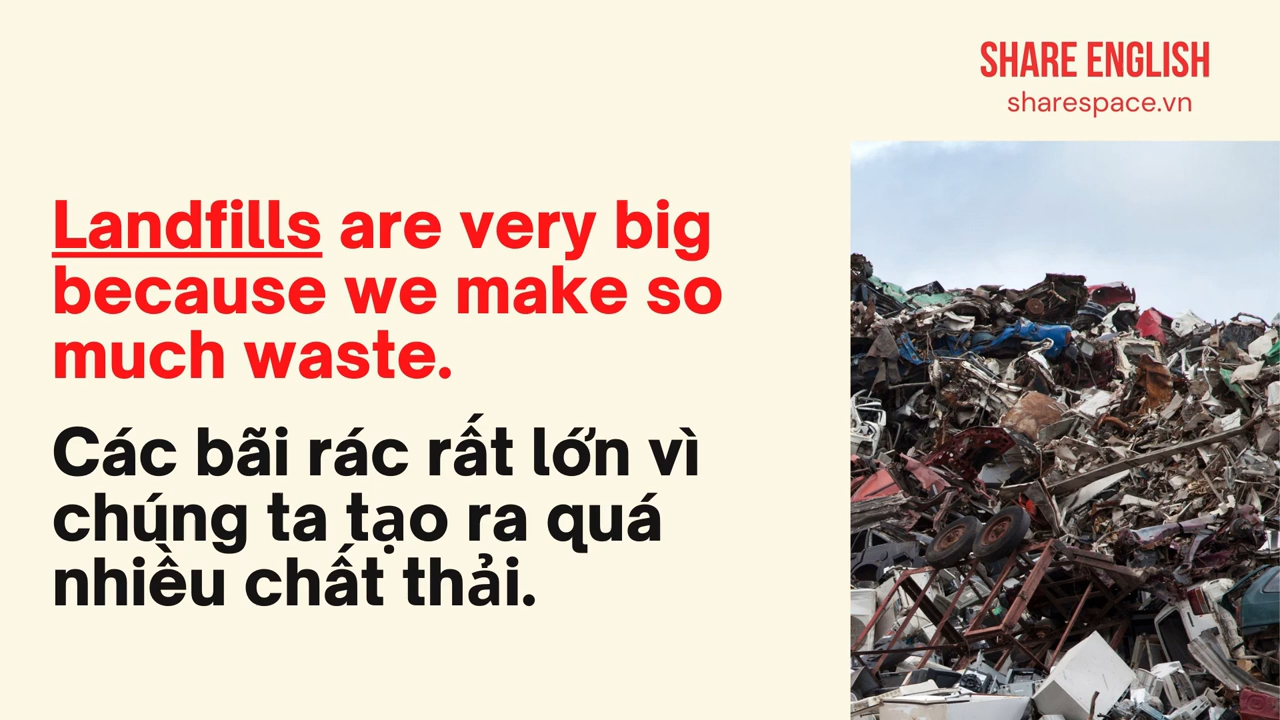 SHARE ENGLISH
sharespace.vn
Landfills are very big
because we make so
much waste.
Các bãi rác rất lớn vì
chúng ta tạo ra quá
nhiều chất thải.